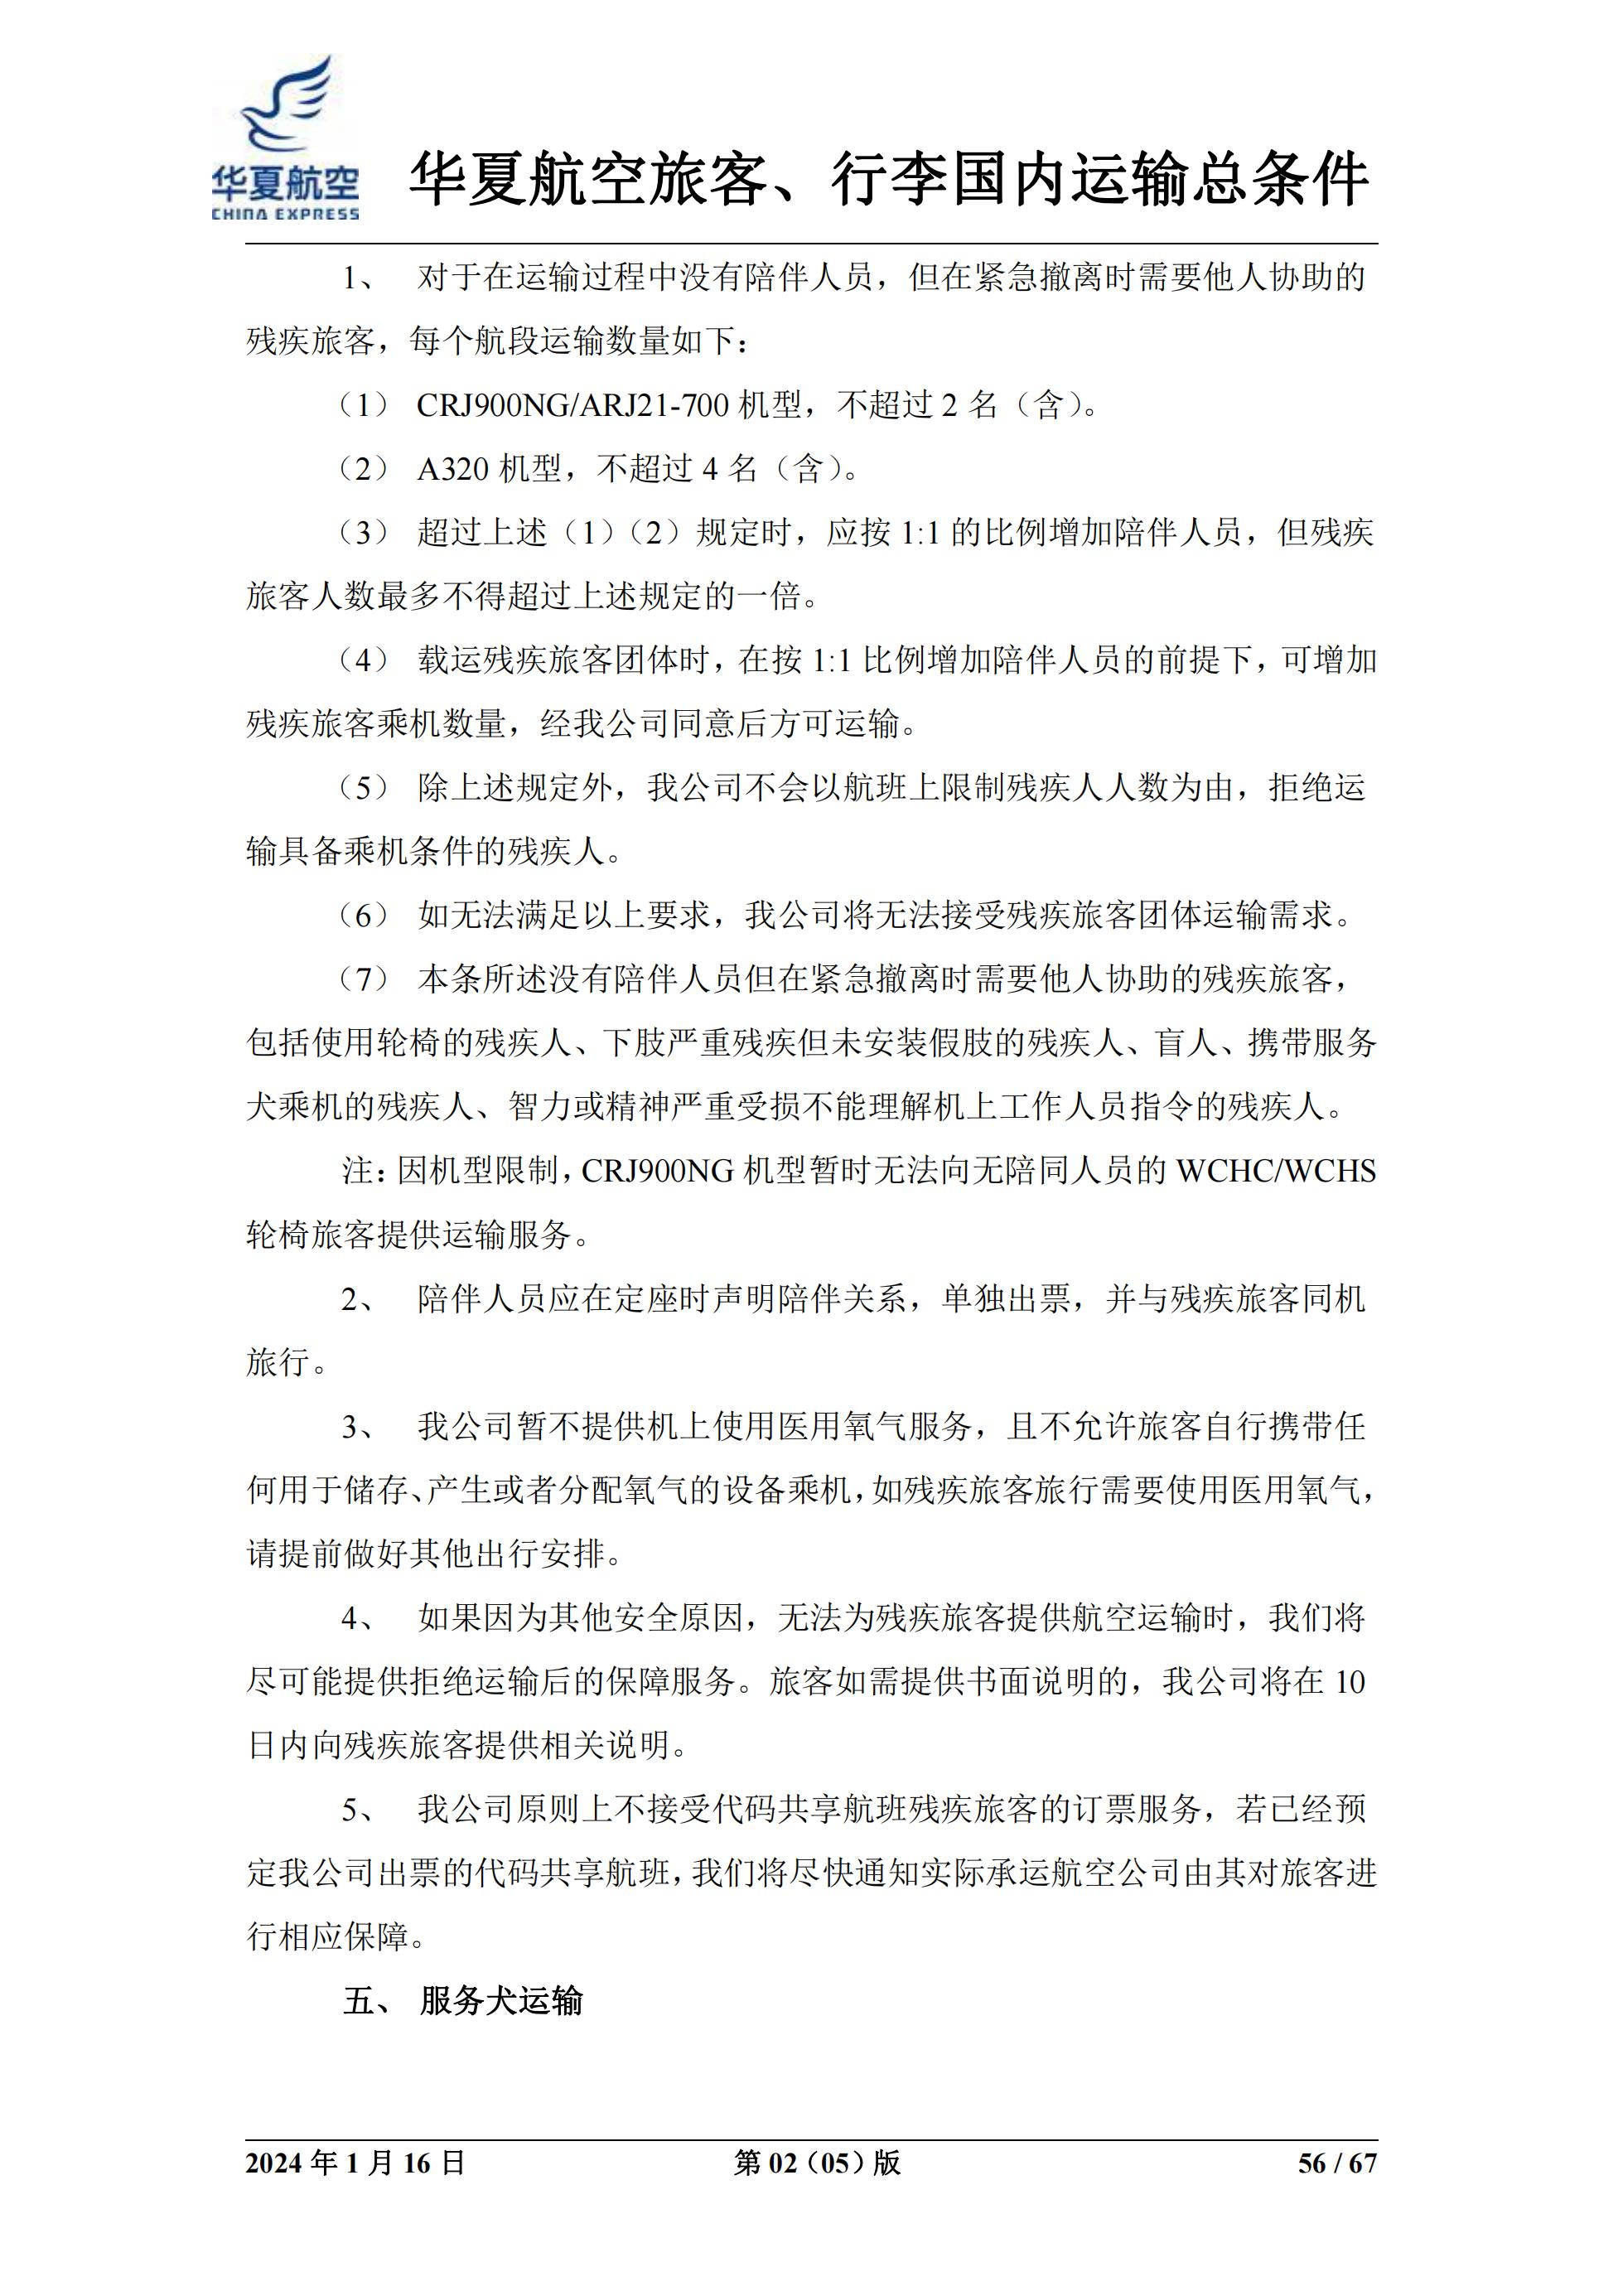 华夏航空
CHINA EXPRESS
华夏航空旅客、行李国内运输总条件
1、 对于在运输过程中没有陪伴人员，但在紧急撤离时需要他人协助的
残疾旅客，每个航段运输数量如下：
（1） CRJ900NG/ARJ21-700 机型，不超过 2 名（含）。
（2） A320 机型，不超过 4 名（含）。
（3） 超过上述（1）（2）规定时，应按 1:1 的比例增加陪伴人员，但残疾
旅客人数最多不得超过上述规定的一倍。
（4） 载运残疾旅客团体时，在按 1:1 比例增加陪伴人员的前提下，可增加
残疾旅客乘机数量，经我公司同意后方可运输。
（5） 除上述规定外，我公司不会以航班上限制残疾人人数为由，拒绝运
输具备乘机条件的残疾人。
（6） 如无法满足以上要求，我公司将无法接受残疾旅客团体运输需求。
（7） 本条所述没有陪伴人员但在紧急撤离时需要他人协助的残疾旅客，
包括使用轮椅的残疾人、下肢严重残疾但未安装假肢的残疾人、盲人、携带服务
犬乘机的残疾人、智力或精神严重受损不能理解机上工作人员指令的残疾人。
注：因机型限制，CRJ900NG 机型暂时无法向无陪同人员的 WCHC/WCHS
轮椅旅客提供运输服务。
2、 陪伴人员应在定座时声明陪伴关系，单独出票，并与残疾旅客同机
旅行。
3、 我公司暂不提供机上使用医用氧气服务，且不允许旅客自行携带任
何用于储存、产生或者分配氧气的设备乘机，如残疾旅客旅行需要使用医用氧气，
请提前做好其他出行安排。
4、 如果因为其他安全原因，无法为残疾旅客提供航空运输时，我们将
尽可能提供拒绝运输后的保障服务。旅客如需提供书面说明的，我公司将在 10
日内向残疾旅客提供相关说明。
5、 我公司原则上不接受代码共享航班残疾旅客的订票服务，若已经预
定我公司出票的代码共享航班，我们将尽快通知实际承运航空公司由其对旅客进
行相应保障。
五、 服务犬运输
2024 年 1 月 16 日 第 02（05）版 56 / 67